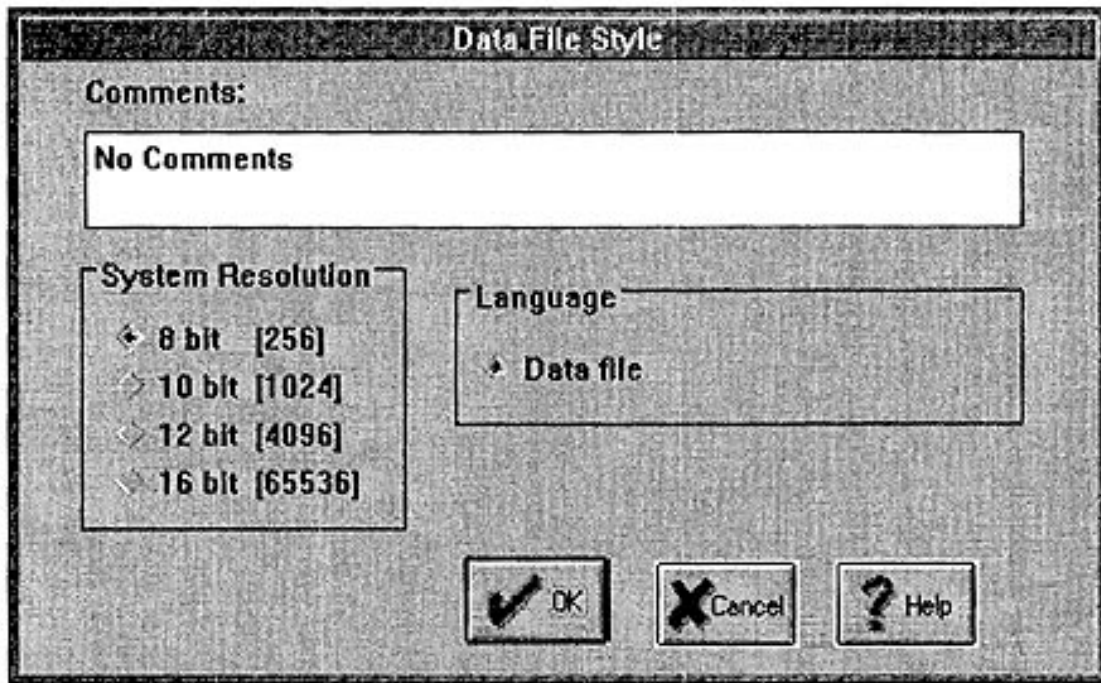 Data File Style
Comments:
No Comments
System Resolution
8 bit [256]
10 bit [1024]
12 bit [4096]
16 bit [65536]
Language
Data file
OK
Cancel
? Help